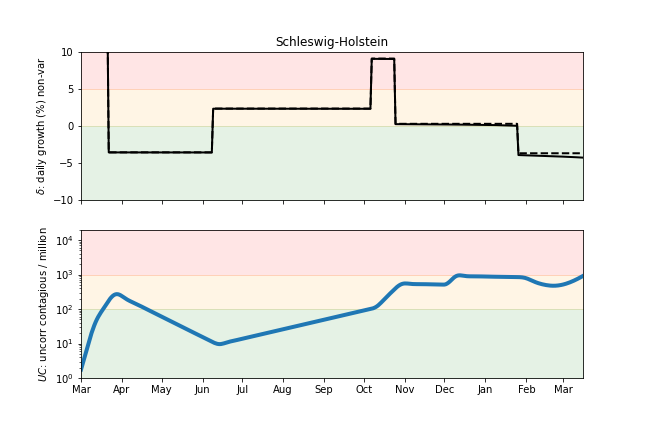 Schleswig-Holstein
δ: daily growth (%) non-var
10
5
0
−5
−10
UC: uncorr contagious / million
10⁴
10³
10²
10¹
10⁰
Mar Apr May Jun Jul Aug Sep Oct Nov Dec Jan Feb Mar